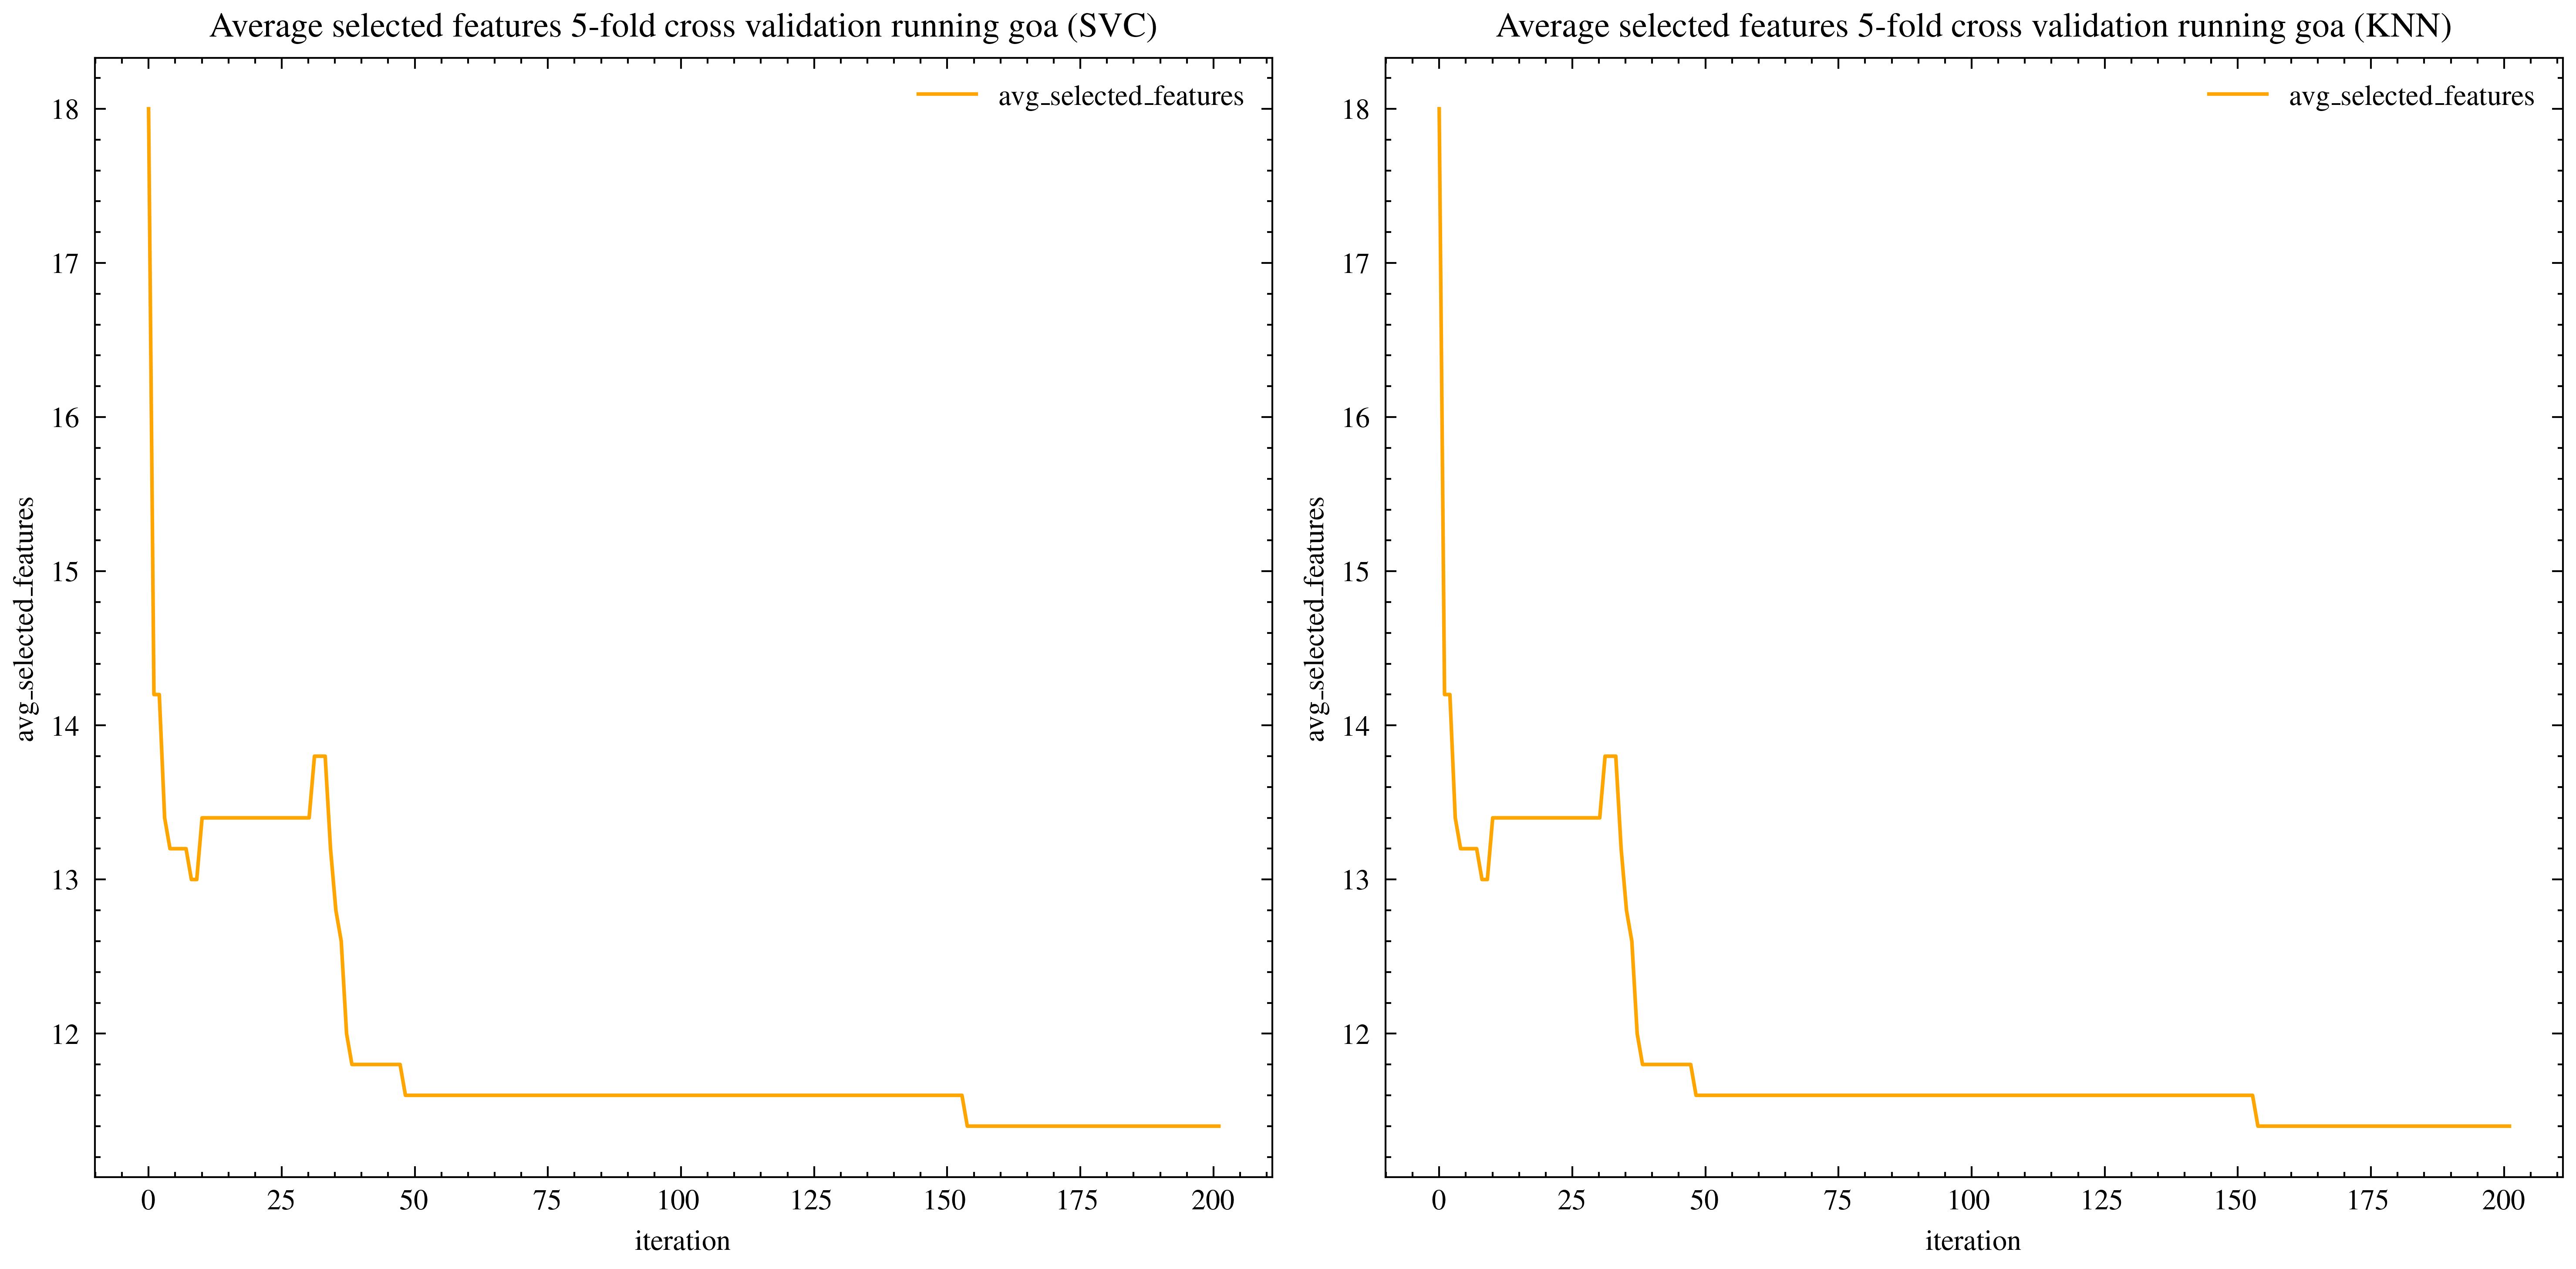 Average selected features 5-fold cross validation running goa (SVC)
avg_selected_features
18
17
16
15
14
13
12
avg_selected_features
0 25 50 75 100 125 150 175 200
iteration
Average selected features 5-fold cross validation running goa (KNN)
avg_selected_features
18
17
16
15
14
13
12
avg_selected_features
0 25 50 75 100 125 150 175 200
iteration